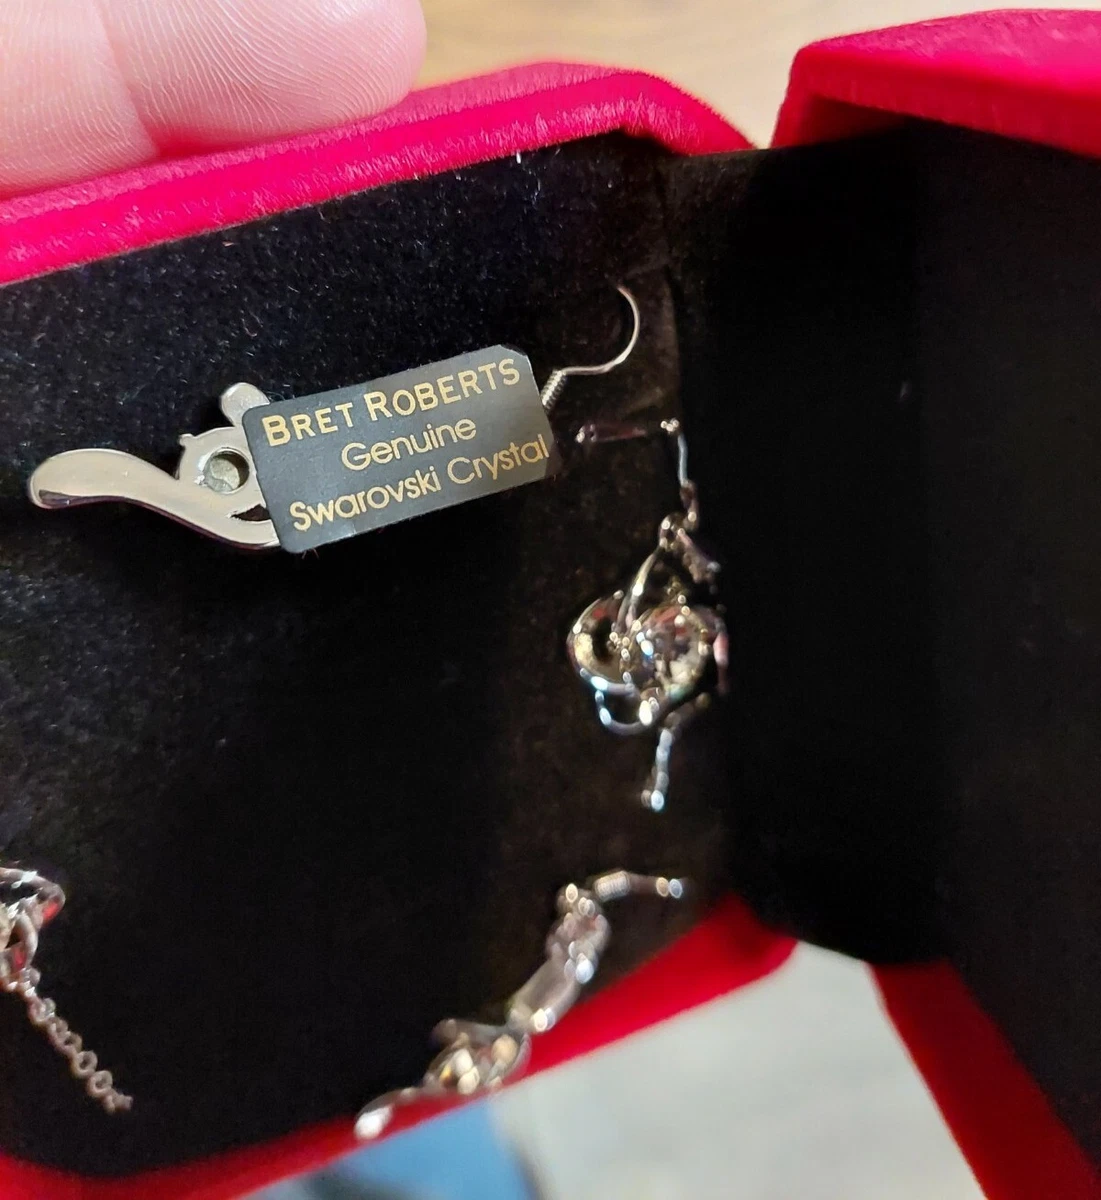 BRET ROBERTS
Genuine
Swarovski Crystal